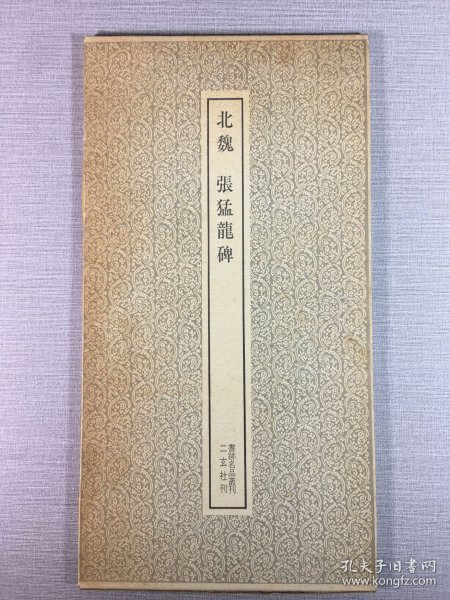 北魏 張猛龍碑
書跡名品叢刊
二玄社刊
孔夫子旧书网
www.kongfz.com